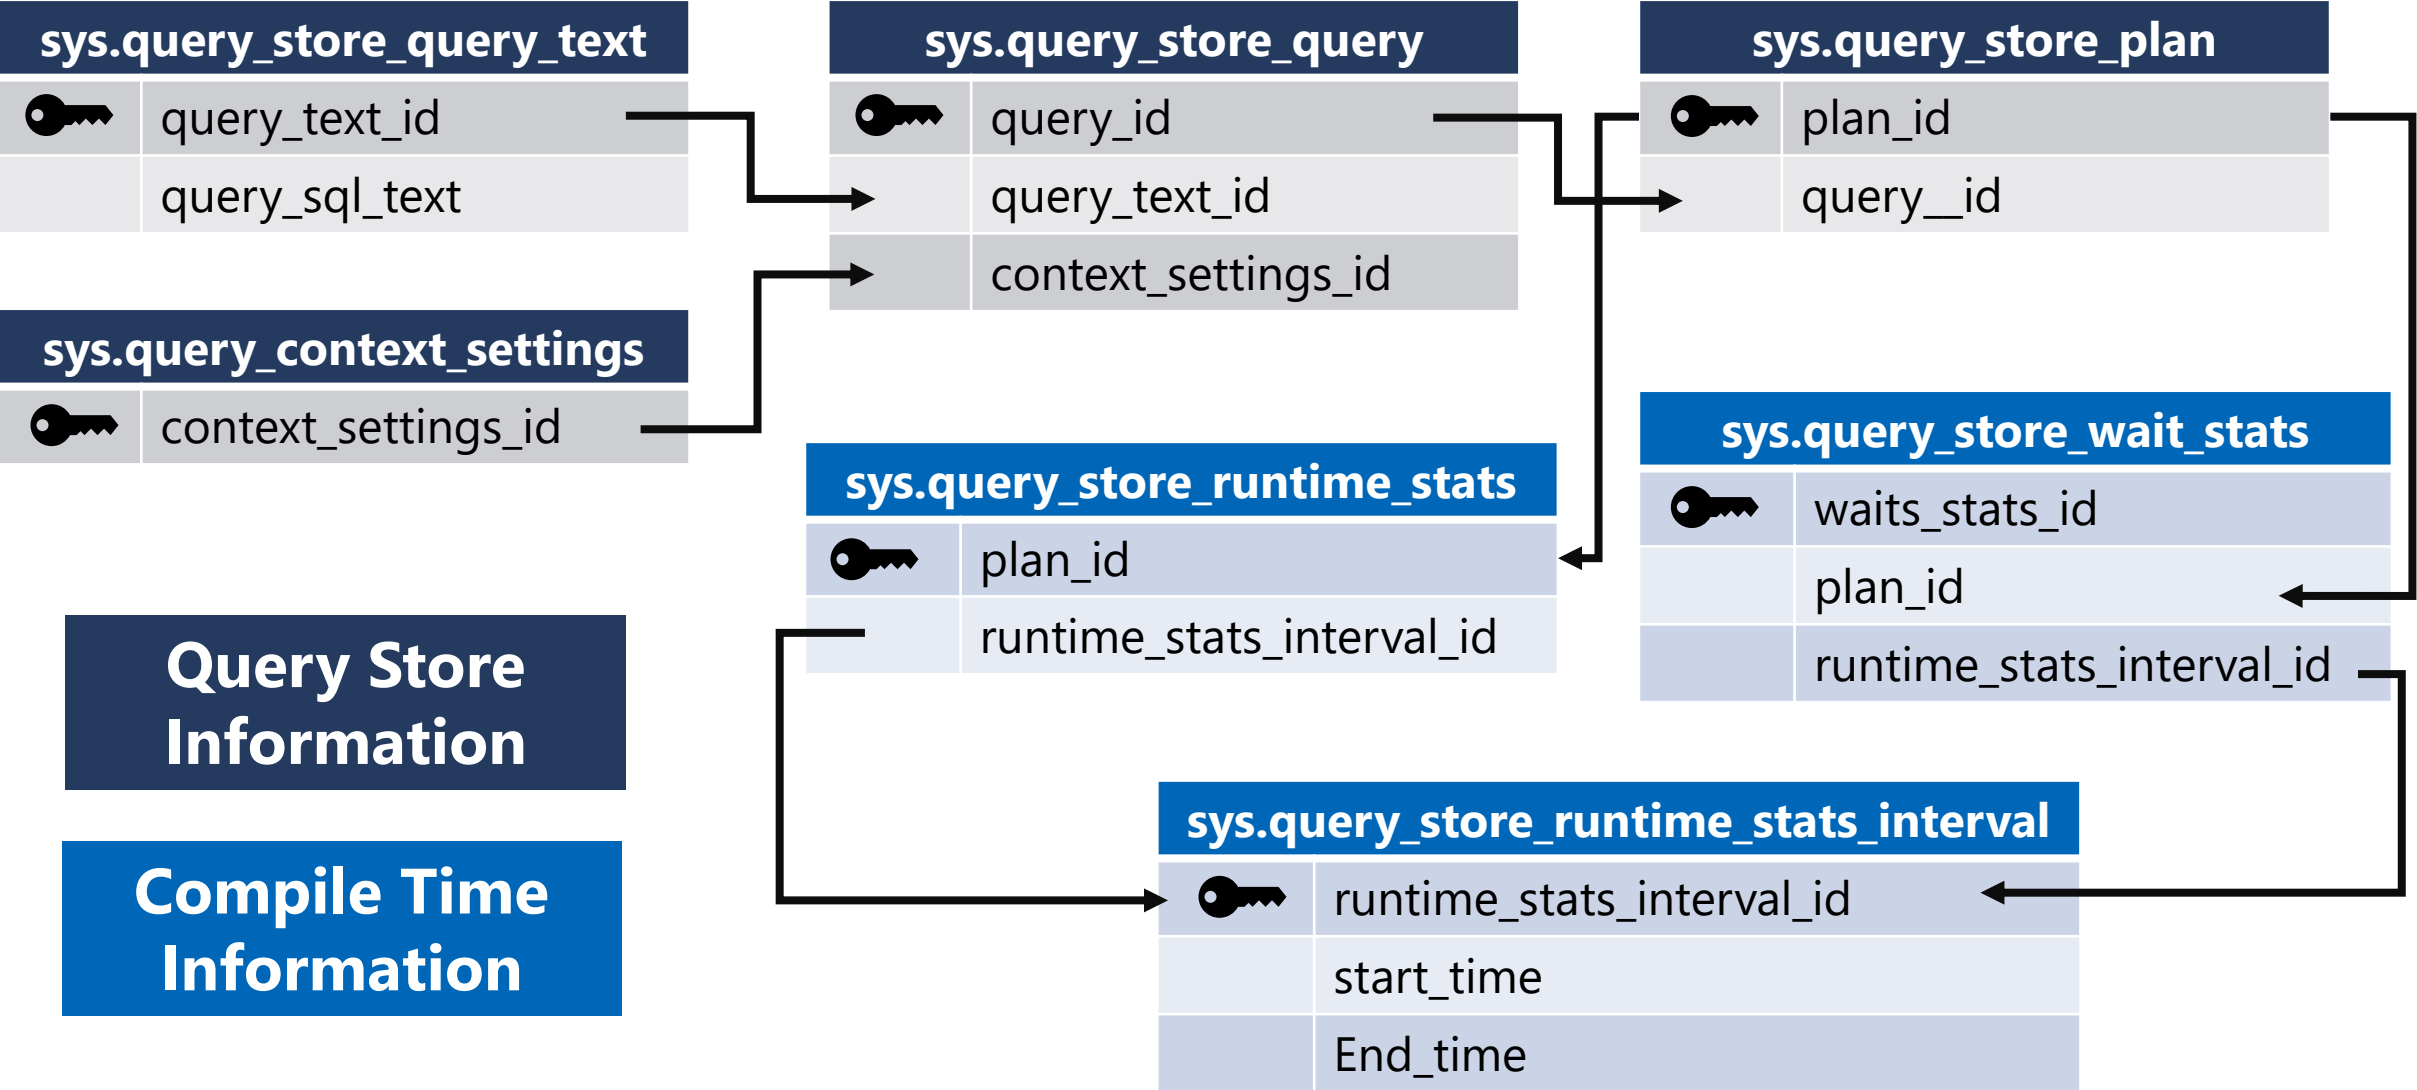 sys.query_store_query_text
query_text_id
query_sql_text
sys.query_context_settings
context_settings_id
sys.query_store_query
query_id
query_text_id
context_settings_id
sys.query_store_plan
plan_id
query__id
sys.query_store_runtime_stats
plan_id
runtime_stats_interval_id
sys.query_store_wait_stats
waits_stats_id
plan_id
runtime_stats_interval_id
sys.query_store_runtime_stats_interval
runtime_stats_interval_id
start_time
End_time
Query Store
Information
Compile Time
Information